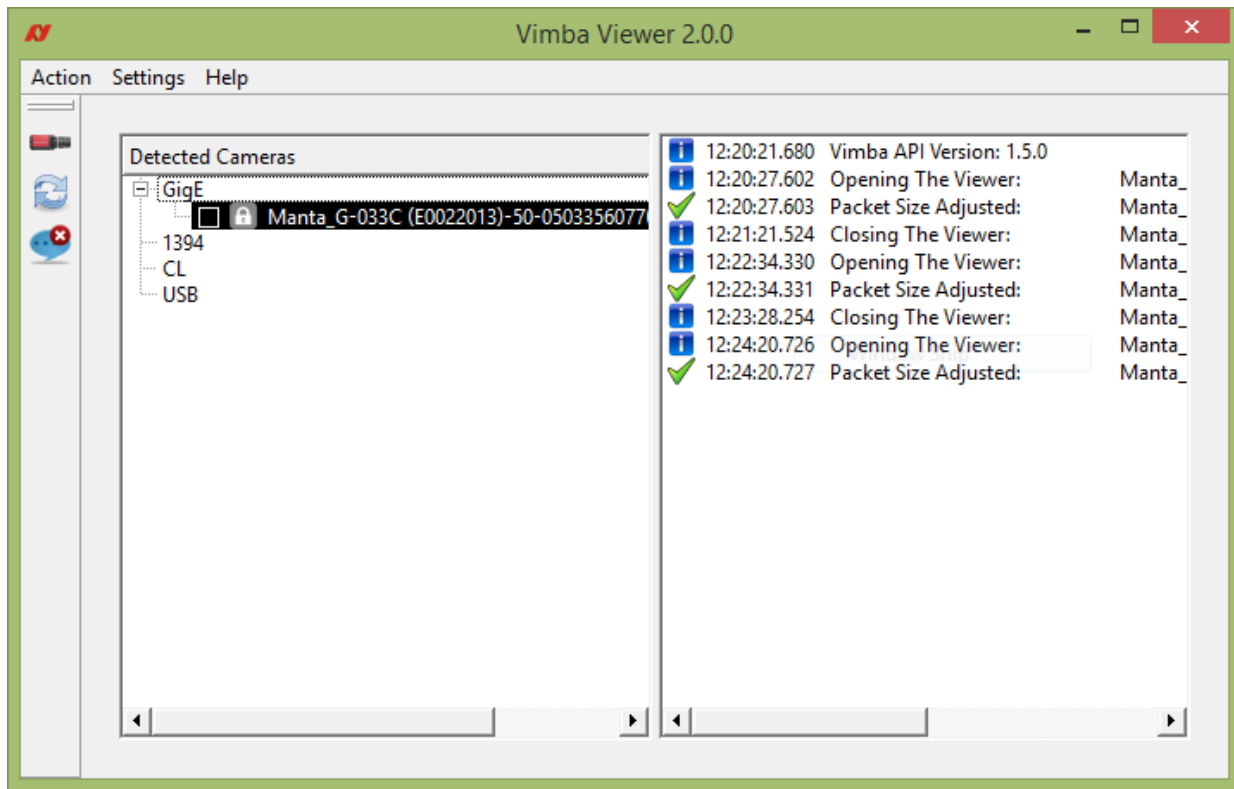 Vimba Viewer 2.0.0
Action Settings Help
Detected Cameras
GigE
Manta_G-033C (E0022013)-50-0503356077
1394
CL
USB
12:20:21.680 Vimba API Version: 1.5.0
12:20:27.602 Opening The Viewer: Manta_
12:20:27.603 Packet Size Adjusted: Manta_
12:21:21.524 Closing The Viewer: Manta_
12:22:34.330 Opening The Viewer: Manta_
12:22:34.331 Packet Size Adjusted: Manta_
12:23:28.254 Closing The Viewer: Manta_
12:24:20.726 Opening The Viewer: Manta_
12:24:20.727 Packet Size Adjusted: Manta_